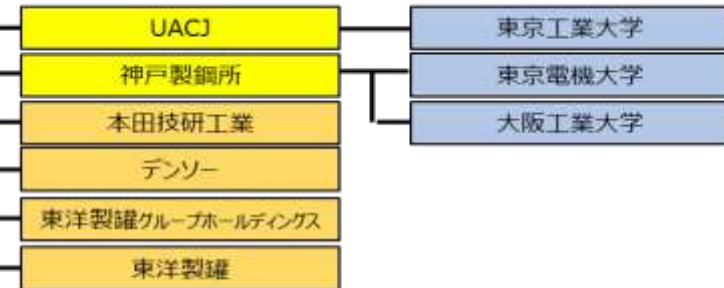 UACJ
東京工業大学
神戸製鋼所
東京電機大学
本田技研工業
大阪工業大学
デンソー
東洋製罐グループホールディングス
東洋製罐